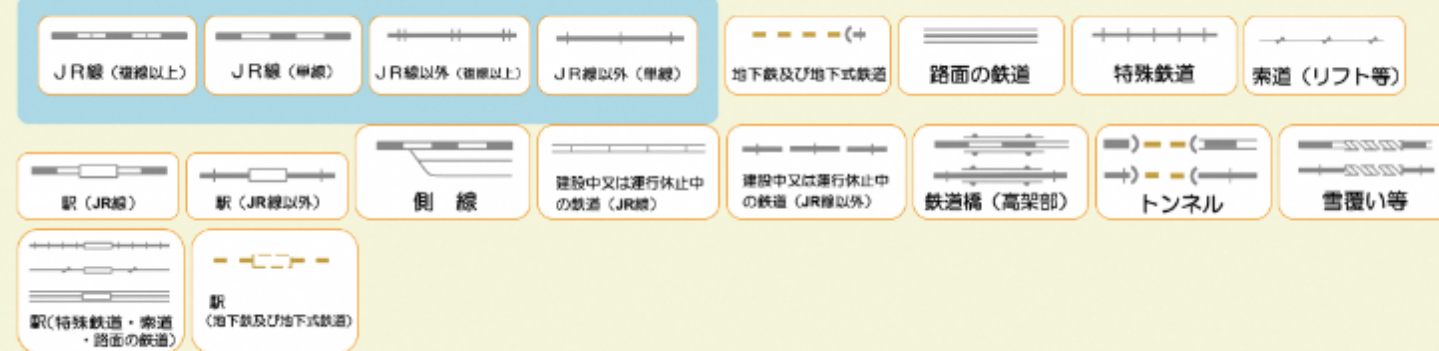 JR線（複線以上）
JR線（単線）
JR線以外（複線以上）
JR線以外（単線）
地下鉄及び地下式鉄道
路面の鉄道
特殊鉄道
索道（リフト等）
駅（JR線）
駅（JR線以外）
側線
建設中又は運行休止中
の鉄道（JR線）
建設中又は運行休止中
の鉄道（JR線以外）
鉄道橋（高架部）
トンネル
雪覆い等
駅(特殊鉄道・索道
・路面の鉄道)
駅
（地下鉄及び地下式鉄道）